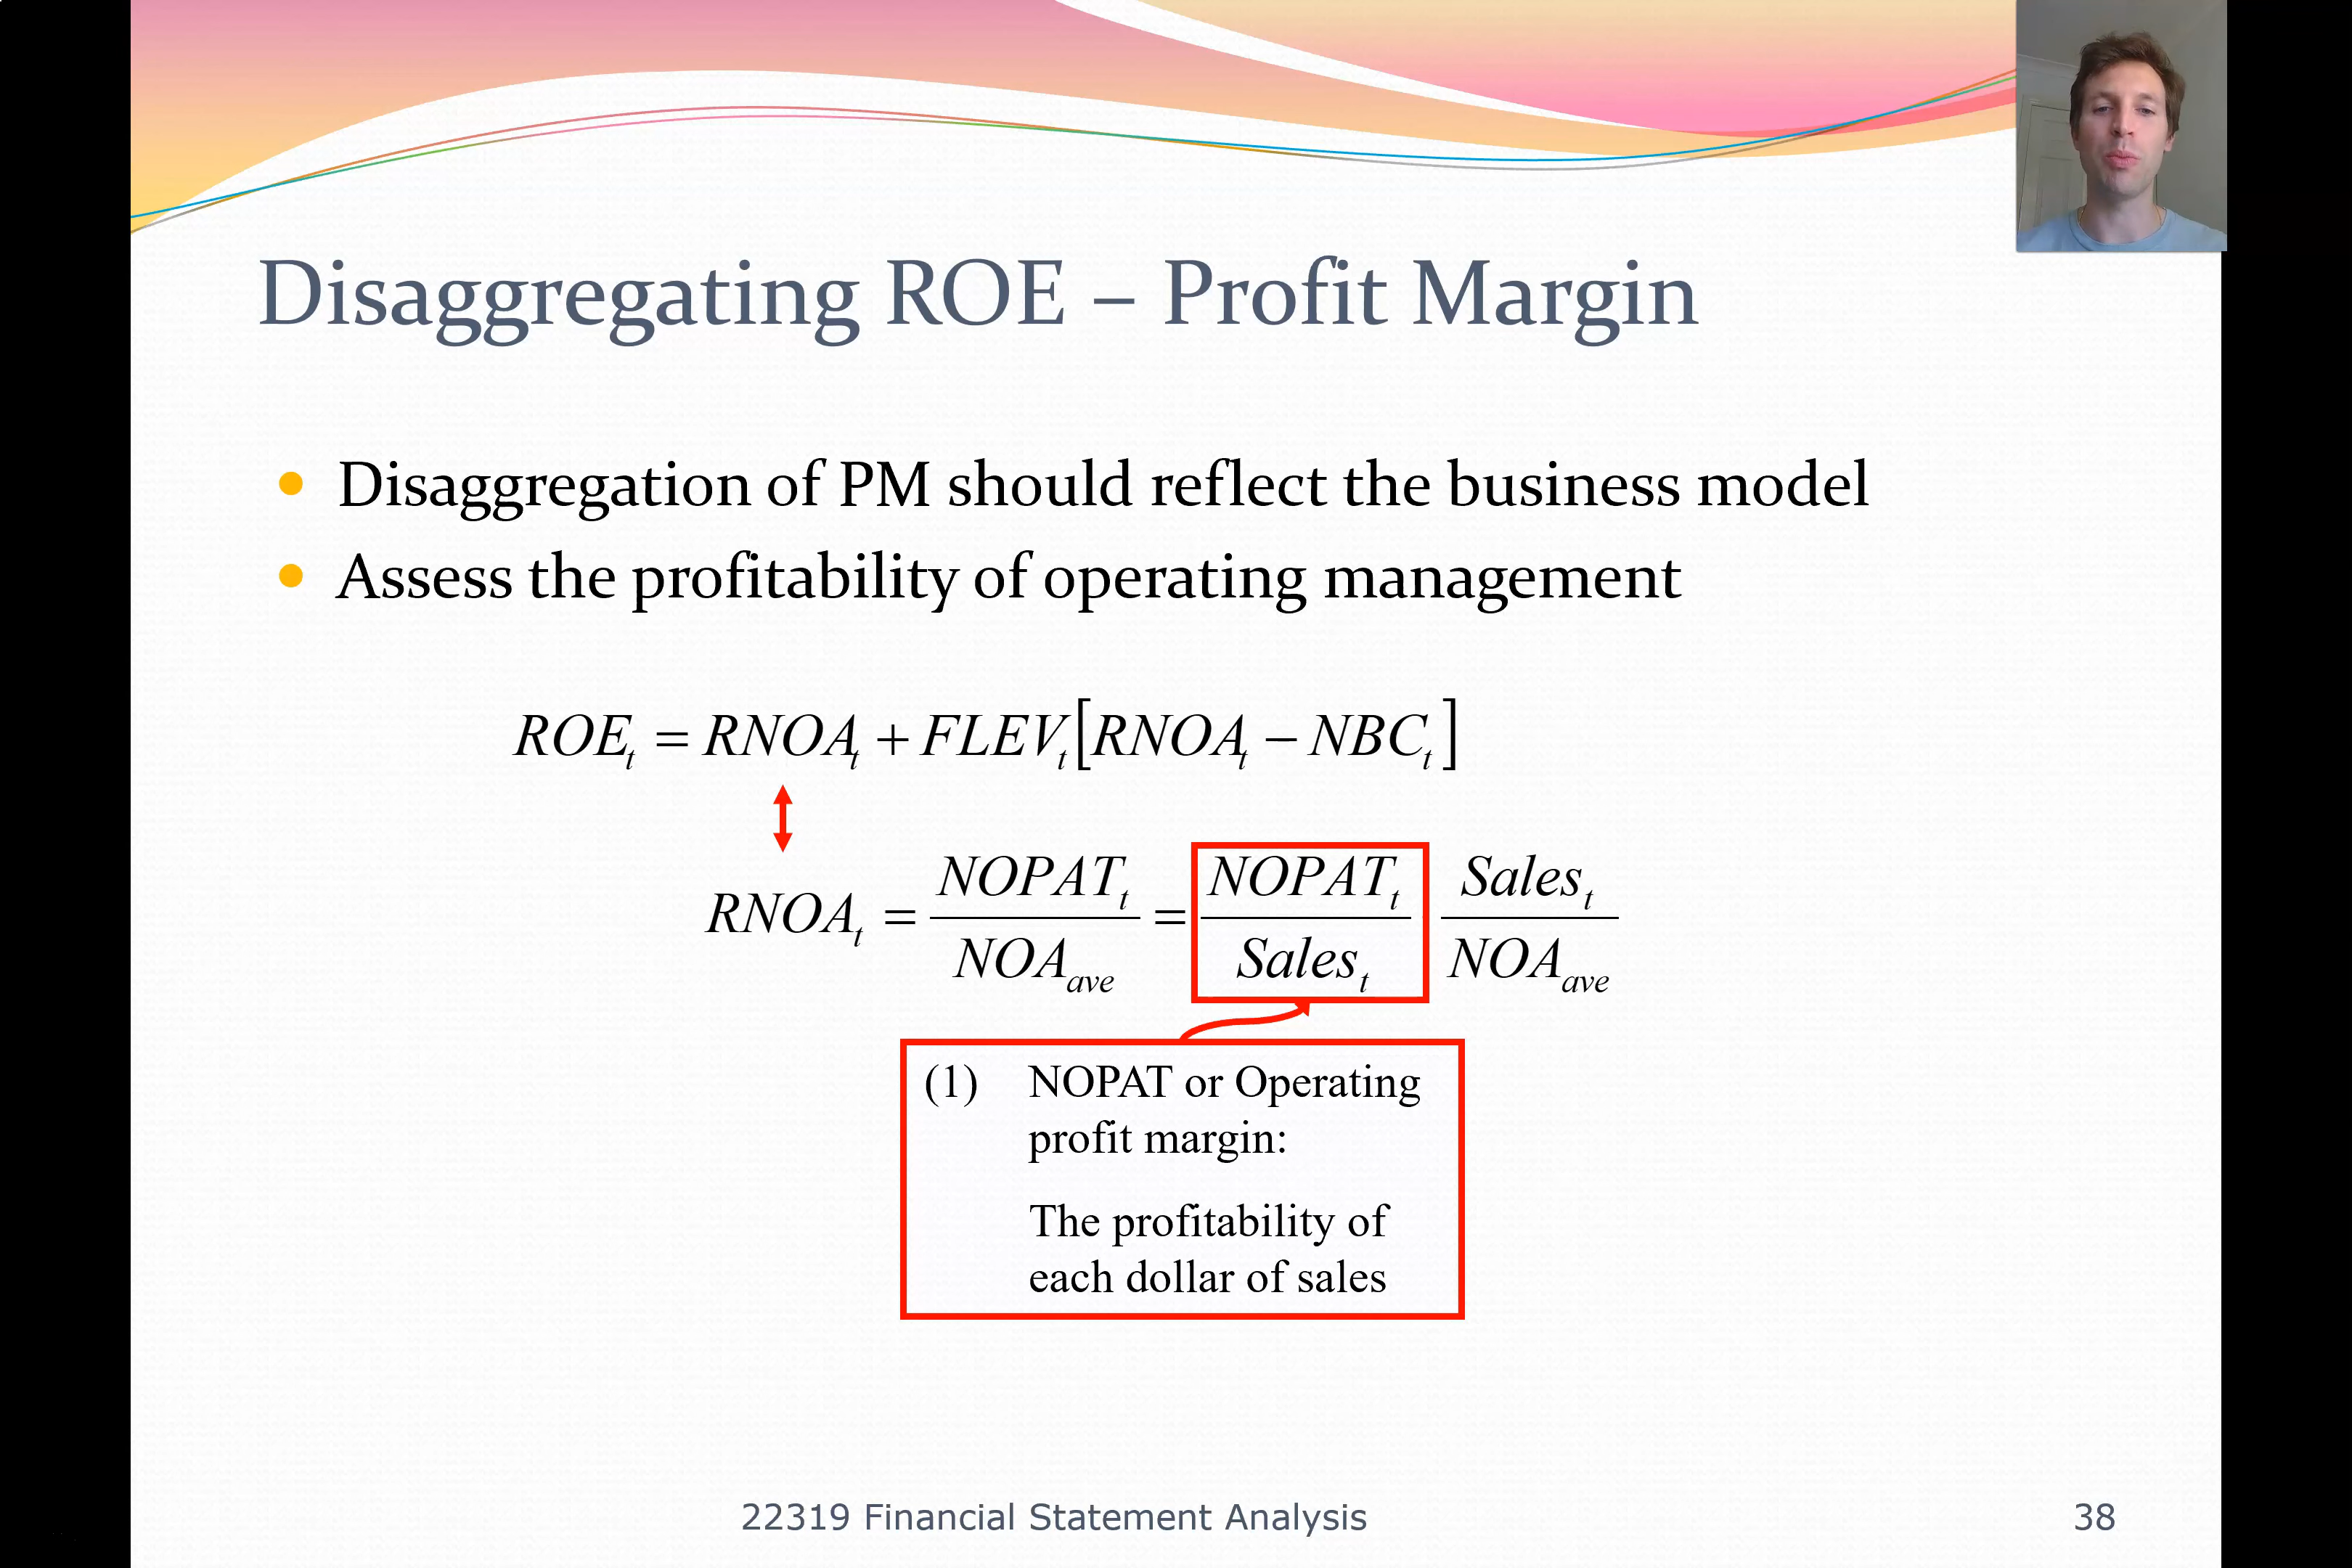 Disaggregating ROE – Profit Margin
• Disaggregation of PM should reflect the business model
• Assess the profitability of operating management
ROE_t = RNOA_t + FLEV_t [RNOA_t − NBC_t]
RNOA_t = NOPAT_t / NOA_ave = NOPAT_t / Sales_t Sales_t / NOA_ave
(1) NOPAT or Operating
profit margin:
The profitability of
each dollar of sales
22319 Financial Statement Analysis
38